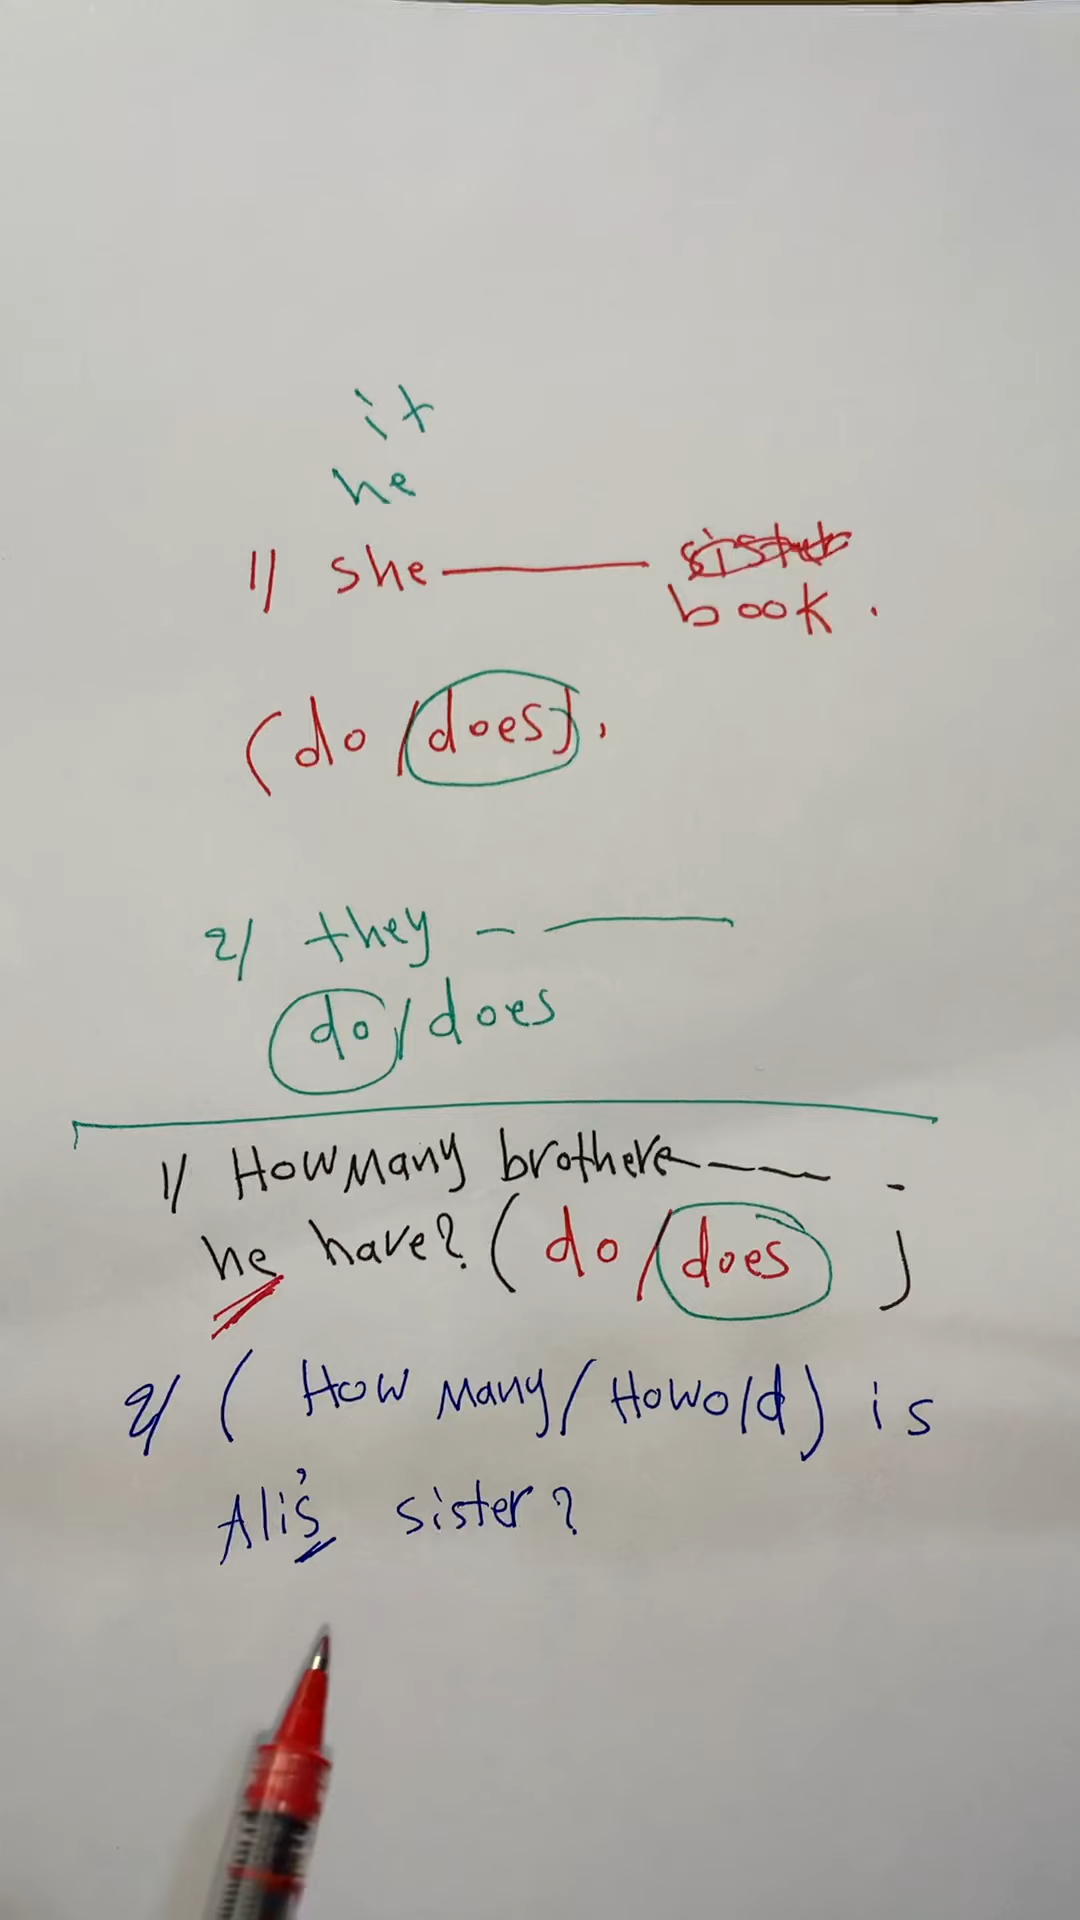 it
he
1/ she ———
book .
(do/does).
2/ they - ———
do/does
1/ How Many brothere---- .
he have? ( do/does )
2/ ( How Many/How old) is
Ali's sister?